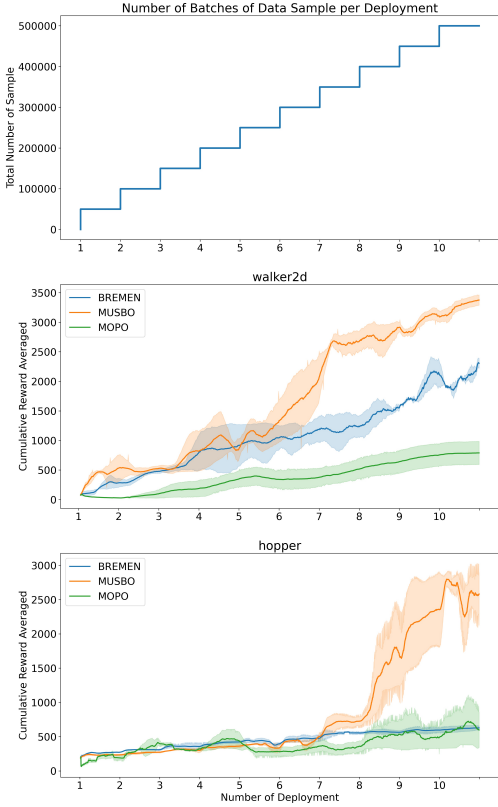 Number of Batches of Data Sample per Deployment
Total Number of Sample
500000
400000
300000
200000
100000
0
1 2 3 4 5 6 7 8 9 10
walker2d
Cumulative Reward Averaged
3500
3000
2500
2000
1500
1000
500
0
BREMEN
MUSBO
MOPO
1 2 3 4 5 6 7 8 9 10
hopper
Cumulative Reward Averaged
3000
2500
2000
1500
1000
500
0
BREMEN
MUSBO
MOPO
1 2 3 4 5 6 7 8 9 10
Number of Deployment